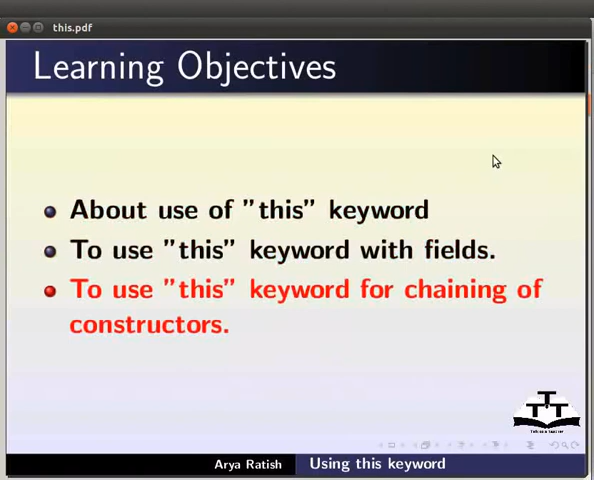 this.pdf
Learning Objectives
About use of "this" keyword
To use "this" keyword with fields.
To use "this" keyword for chaining of
constructors.
TTT
Arya Ratish
Using this keyword